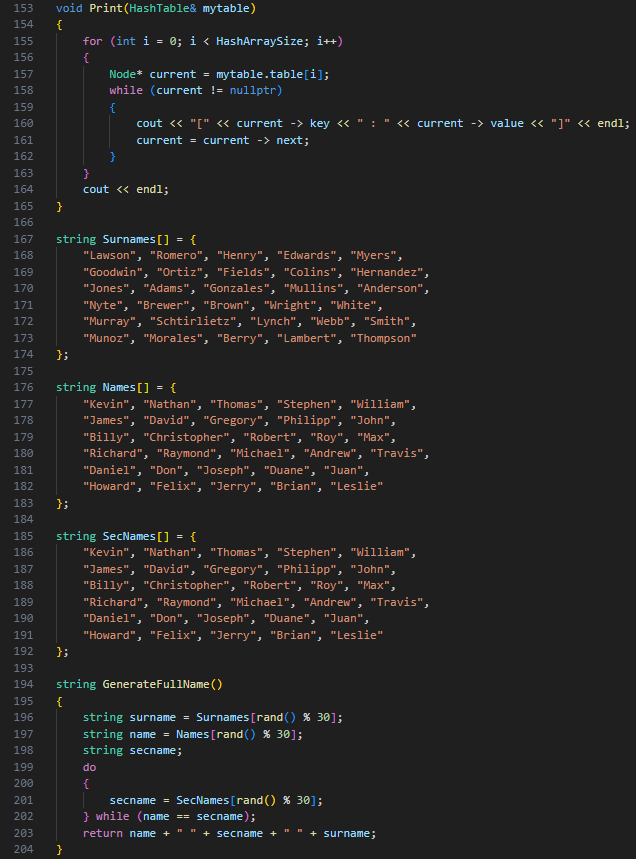 153 void Print(HashTable& mytable)
154 {
155     for (int i = 0; i < HashArraySize; i++)
156     {
157         Node* current = mytable.table[i];
158         while (current != nullptr)
159         {
160             cout << "[" << current -> key << " : " << current -> value << "]" << endl;
161             current = current -> next;
162         }
163     }
164     cout << endl;
165 }
166
167 string Surnames[] = {
168     "Lawson", "Romero", "Henry", "Edwards", "Myers",
169     "Goodwin", "Ortiz", "Fields", "Colins", "Hernandez",
170     "Jones", "Adams", "Gonzales", "Mullins", "Anderson",
171     "Nyte", "Brewer", "Brown", "Wright", "White",
172     "Murray", "Schtirlietz", "Lynch", "Webb", "Smith",
173     "Munoz", "Morales", "Berry", "Lambert", "Thompson"
174 };
175
176 string Names[] = {
177     "Kevin", "Nathan", "Thomas", "Stephen", "William",
178     "James", "David", "Gregory", "Philipp", "John",
179     "Billy", "Christopher", "Robert", "Roy", "Max",
180     "Richard", "Raymond", "Michael", "Andrew", "Travis",
181     "Daniel", "Don", "Joseph", "Duane", "Juan",
182     "Howard", "Felix", "Jerry", "Brian", "Leslie"
183 };
184
185 string SecNames[] = {
186     "Kevin", "Nathan", "Thomas", "Stephen", "William",
187     "James", "David", "Gregory", "Philipp", "John",
188     "Billy", "Christopher", "Robert", "Roy", "Max",
189     "Richard", "Raymond", "Michael", "Andrew", "Travis",
190     "Daniel", "Don", "Joseph", "Duane", "Juan",
191     "Howard", "Felix", "Jerry", "Brian", "Leslie"
192 };
193
194 string GenerateFullName()
195 {
196     string surname = Surnames[rand() % 30];
197     string name = Names[rand() % 30];
198     string secname;
199     do
200     {
201         secname = SecNames[rand() % 30];
202     } while (name == secname);
203     return name + " " + secname + " " + surname;
204 }